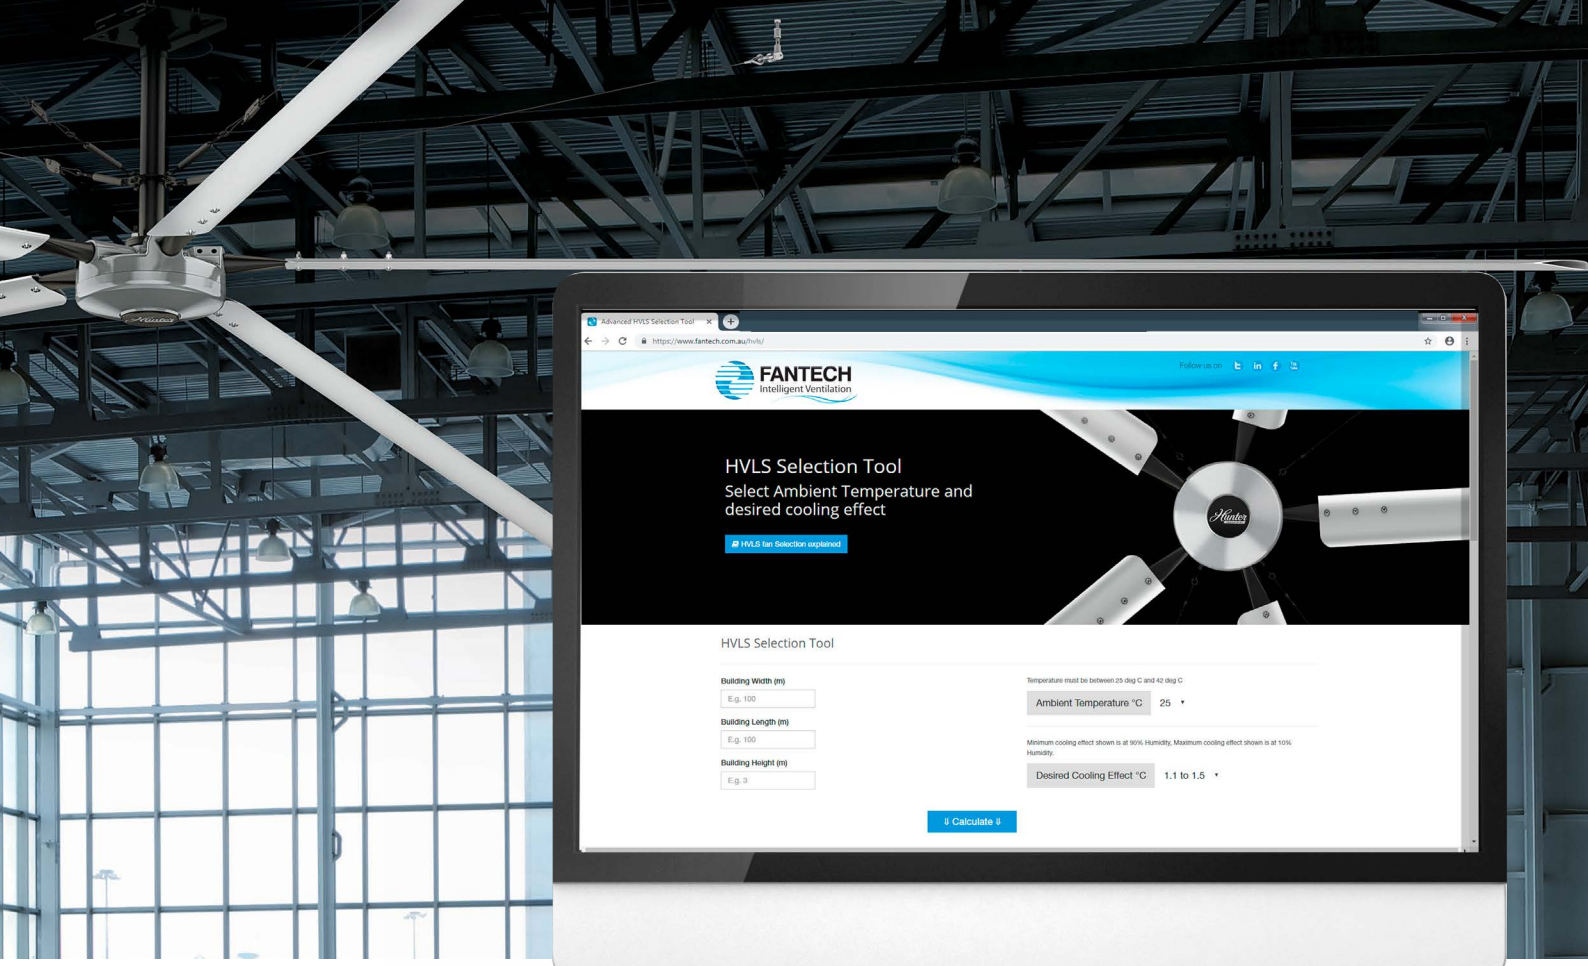 Hunter
Advanced HVLS Selection Tool
https://www.fantech.com.au/hvls/
FANTECH
Intelligent Ventilation
Follow us on
HVLS Selection Tool
Select Ambient Temperature and
desired cooling effect
HVLS fan Selection explained
Hunter
HVLS Selection Tool
Building Width (m)
E.g. 100
Building Length (m)
E.g. 100
Building Height (m)
E.g. 3
Temperature must be between 25 deg C and 42 deg C
Ambient Temperature °C 25
Minimum cooling effect shown is at 90% Humidity, Maximum cooling effect shown is at 10%
Humidity.
Desired Cooling Effect °C 1.1 to 1.5
⇓ Calculate ⇓